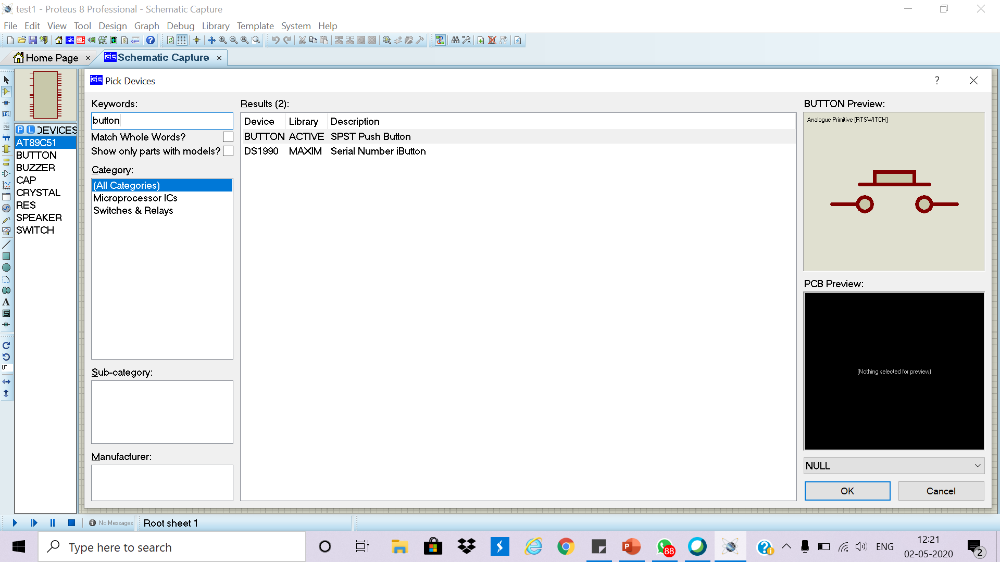 test1 - Proteus 8 Professional - Schematic Capture
File Edit View Tool Design Graph Debug Library Template System Help
Home Page × isis Schematic Capture ×
isis Pick Devices ?
Keywords:
button
Match Whole Words?
Show only parts with models?
Category:
(All Categories)
Microprocessor ICs
Switches & Relays
Sub-category:
Manufacturer:
Results (2):
Device Library Description
BUTTON ACTIVE SPST Push Button
DS1990 MAXIM Serial Number iButton
BUTTON Preview:
Analogue Primitive [RTSWITCH]
PCB Preview:
(Nothing selected for preview)
NULL
OK Cancel
P L DEVICES
AT89C51
BUTTON
BUZZER
CAP
CRYSTAL
RES
SPEAKER
SWITCH
LBL
A
S
0°
No Messages Root sheet 1
Type here to search
88
ENG
12:21
02-05-2020
2